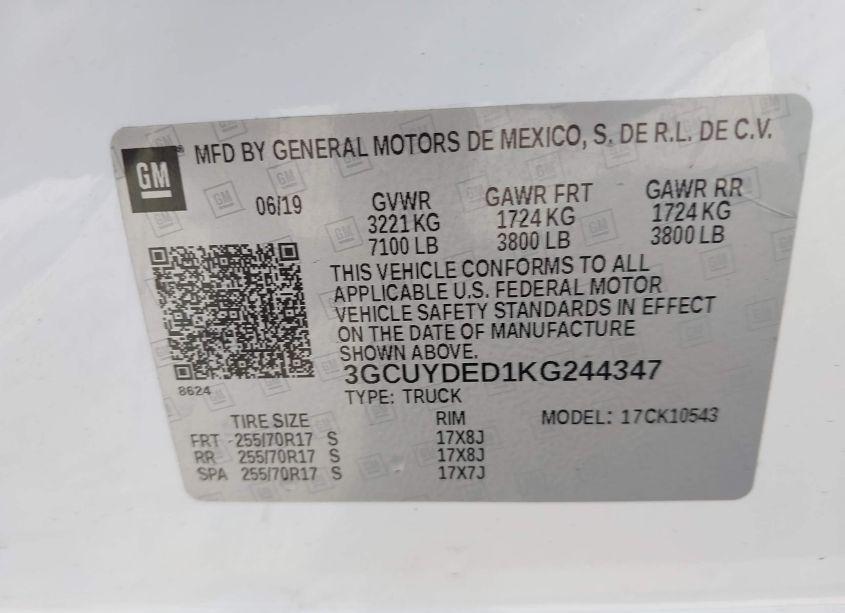 GM
MFD BY GENERAL MOTORS DE MEXICO, S. DE R.L. DE C.V.
06/19
GVWR
3221 KG
7100 LB
GAWR FRT
1724 KG
3800 LB
GAWR RR
1724 KG
3800 LB
THIS VEHICLE CONFORMS TO ALL
APPLICABLE U.S. FEDERAL MOTOR
VEHICLE SAFETY STANDARDS IN EFFECT
ON THE DATE OF MANUFACTURE
SHOWN ABOVE.
3GCUYDED1KG244347
8624
TYPE: TRUCK
TIRE SIZE RIM MODEL: 17CK10543
FRT 255/70R17 S 17X8J
RR 255/70R17 S 17X8J
SPA 255/70R17 S 17X7J